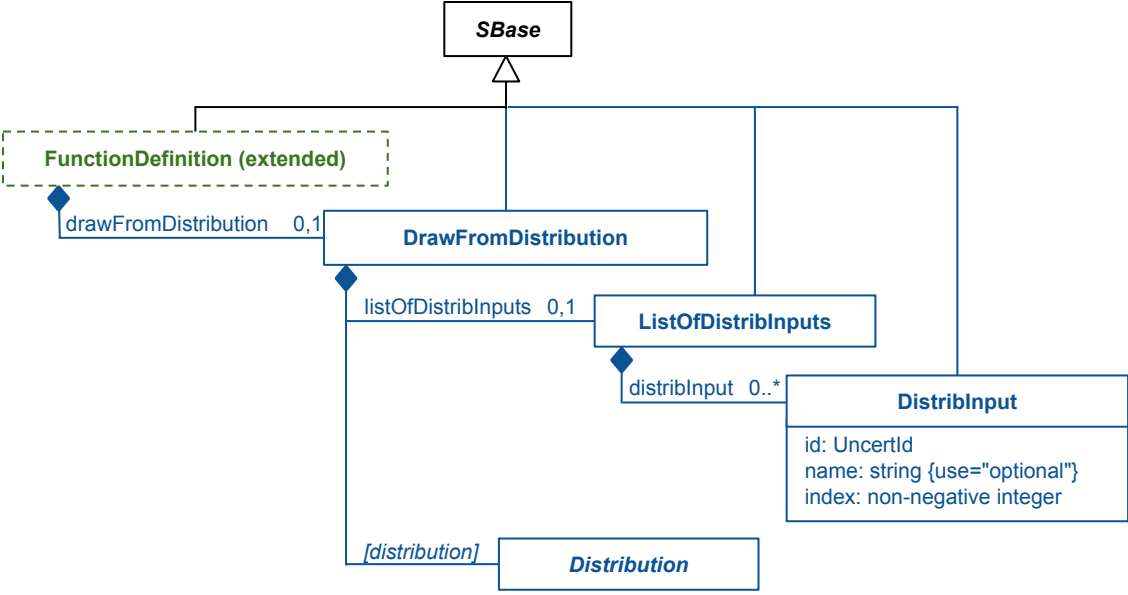 SBase
FunctionDefinition (extended)
drawFromDistribution 0,1
DrawFromDistribution
listOfDistribInputs 0,1
ListOfDistribInputs
distribInput 0..*
DistribInput
id: UncertId
name: string {use="optional"}
index: non-negative integer
[distribution]
Distribution